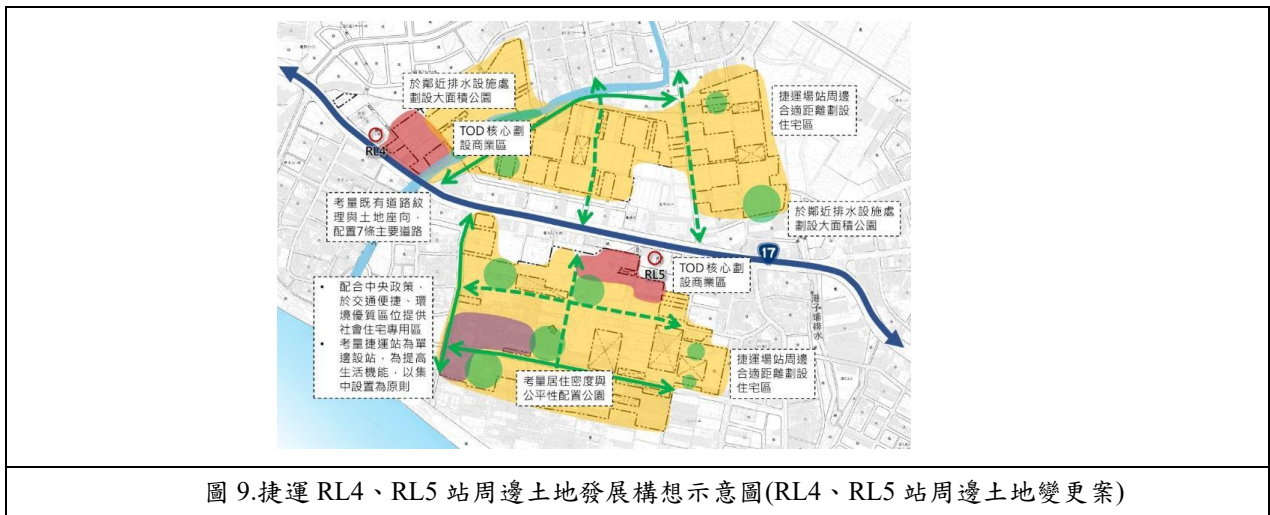 於鄰近排水設施處
劃設大面積公園
捷運場站周邊
合適距離劃設
住宅區
TOD核心劃
設商業區
RL4
考量既有道路紋
理與土地座向，
配置7條主要道路
於鄰近排水設施處
劃設大面積公園
17
RL5
TOD核心劃
設商業區
• 配合中央政策，
於交通便捷、環
境優質區位提供
社會住宅專用區
• 考量捷運站為單
邊設站，為提高
生活機能，以集
中設置為原則
港子埔排水
捷運場站周邊
合適距離劃設
住宅區
考量居住密度與
公平性配置公園
圖 9.捷運 RL4、RL5 站周邊土地發展構想示意圖(RL4、RL5 站周邊土地變更案)